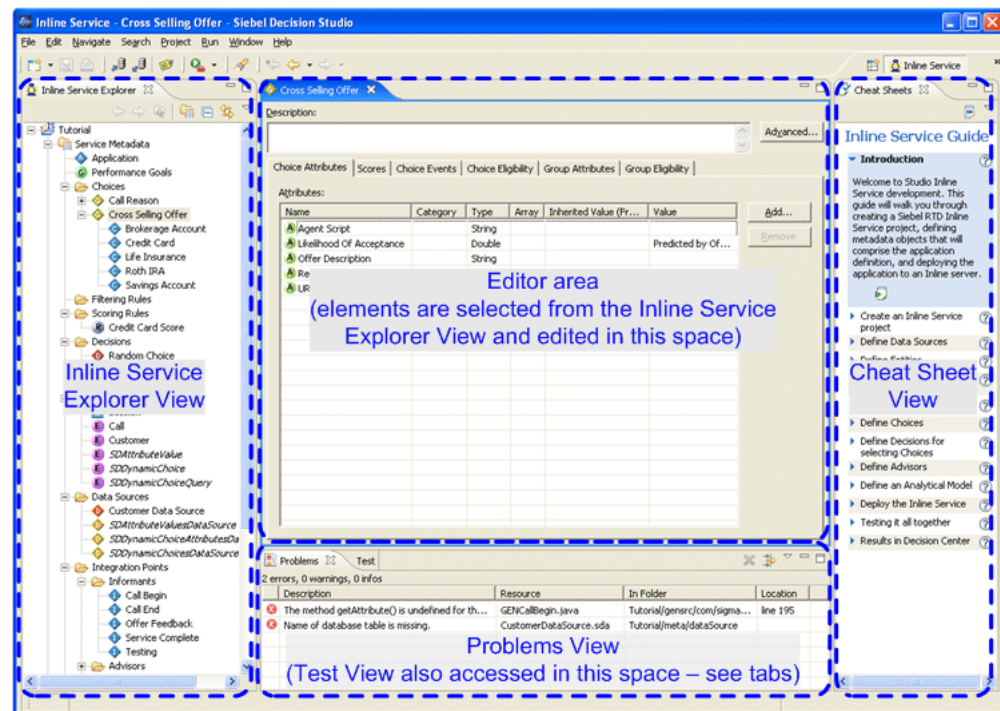 Inline Service - Cross Selling Offer - Siebel Decision Studio
File Edit Navigate Search Project Run Window Help
Inline Service
Inline Service Explorer
Tutorial
Service Metadata
Application
Performance Goals
Choices
Call Reason
Cross Selling Offer
Brokerage Account
Credit Card
Life Insurance
Roth IRA
Savings Account
Filtering Rules
Scoring Rules
Credit Card Score
Decisions
Random Choice
Inline Service
Explorer View
Call
Customer
SDAttributeValue
SDDynamicChoice
SDDynamicChoiceQuery
Data Sources
Customer Data Source
SDAttributeValuesDataSource
SDDynamicChoiceAttributesDa
SDDynamicChoicesDataSource
Integration Points
Informants
Call Begin
Call End
Offer Feedback
Service Complete
Testing
Advisors
Cross Selling Offer
Description:
Advanced...
Choice Attributes Scores Choice Events Choice Eligibility Group Attributes Group Eligibility
Attributes:
Name Category Type Array Inherited Value (Fr... Value
Agent Script String
Likelihood Of Acceptance Double Predicted by Of...
Offer Description String
Re
UR
Add...
Remove
Editor area
(elements are selected from the Inline Service
Explorer View and edited in this space)
Problems Test
2 errors, 0 warnings, 0 infos
Description Resource In Folder Location
The method getAttribute() is undefined for th... GENCallBegin.java Tutorial/gensrc/com/sigma... line 195
Name of database table is missing. CustomerDataSource.sda Tutorial/meta/dataSource
Problems View
(Test View also accessed in this space – see tabs)
Cheat Sheets
Inline Service Guide
Introduction
Welcome to Studio Inline
Service development. This
guide will walk you through
creating a Siebel RTD Inline
Service project, defining
metadata objects that will
comprise the application
definition, and deploying the
application to an Inline server.
Create an Inline Service
project
Define Data Sources
Define Entities
Cheat Sheet
View
Define Choices
Define Decisions for
selecting Choices
Define Advisors
Define an Analytical Model
Deploy the Inline Service
Testing it all together
Results in Decision Center